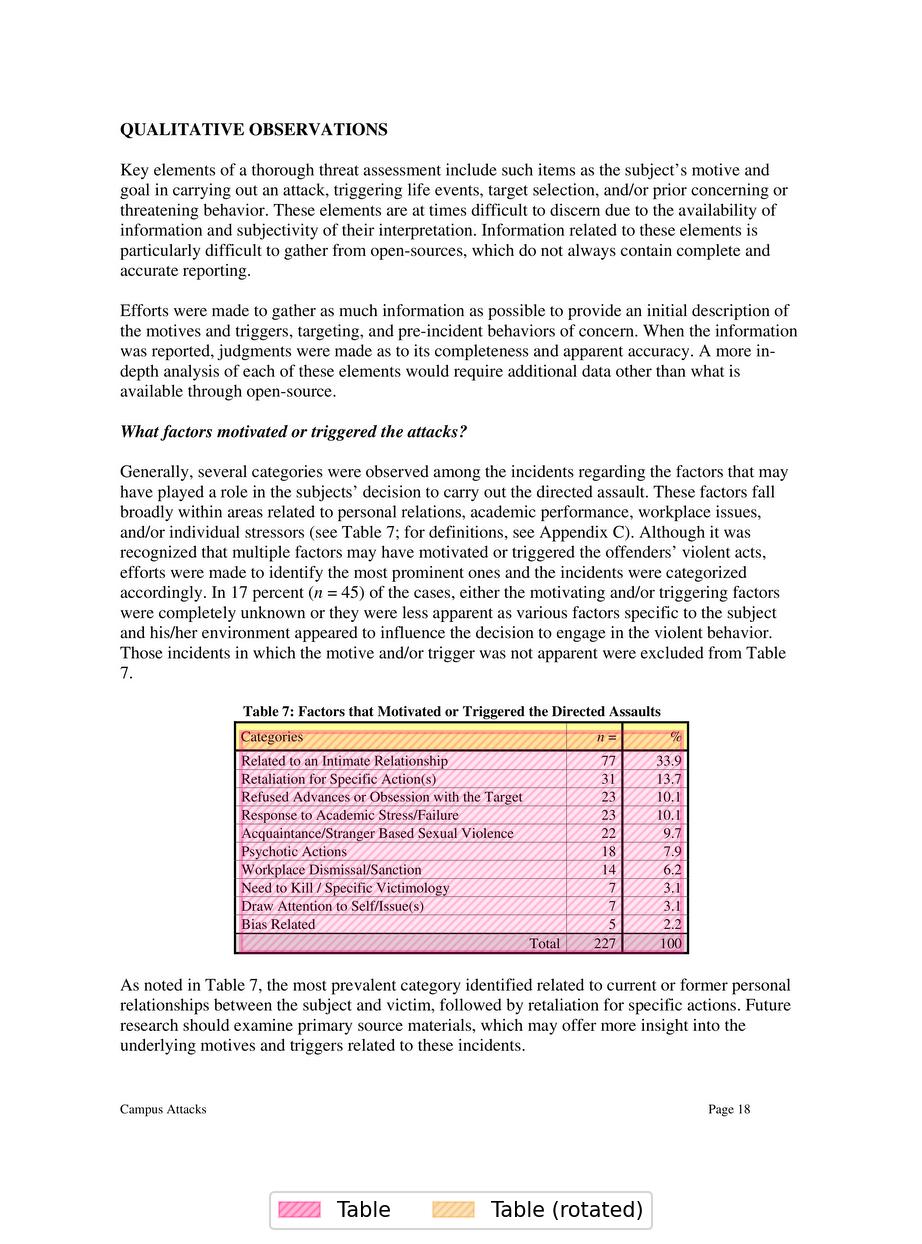 QUALITATIVE OBSERVATIONS
Key elements of a thorough threat assessment include such items as the subject's motive and
goal in carrying out an attack, triggering life events, target selection, and/or prior concerning or
threatening behavior. These elements are at times difficult to discern due to the availability of
information and subjectivity of their interpretation. Information related to these elements is
particularly difficult to gather from open-sources, which do not always contain complete and
accurate reporting.
Efforts were made to gather as much information as possible to provide an initial description of
the motives and triggers, targeting, and pre-incident behaviors of concern. When the information
was reported, judgments were made as to its completeness and apparent accuracy. A more in-
depth analysis of each of these elements would require additional data other than what is
available through open-source.
What factors motivated or triggered the attacks?
Generally, several categories were observed among the incidents regarding the factors that may
have played a role in the subjects' decision to carry out the directed assault. These factors fall
broadly within areas related to personal relations, academic performance, workplace issues,
and/or individual stressors (see Table 7; for definitions, see Appendix C). Although it was
recognized that multiple factors may have motivated or triggered the offenders' violent acts,
efforts were made to identify the most prominent ones and the incidents were categorized
accordingly. In 17 percent (n = 45) of the cases, either the motivating and/or triggering factors
were completely unknown or they were less apparent as various factors specific to the subject
and his/her environment appeared to influence the decision to engage in the violent behavior.
Those incidents in which the motive and/or trigger was not apparent were excluded from Table
7.
Table 7: Factors that Motivated or Triggered the Directed Assaults
Categories n = %
Related to an Intimate Relationship 77 33.9
Retaliation for Specific Action(s) 31 13.7
Refused Advances or Obsession with the Target 23 10.1
Response to Academic Stress/Failure 23 10.1
Acquaintance/Stranger Based Sexual Violence 22 9.7
Psychotic Actions 18 7.9
Workplace Dismissal/Sanction 14 6.2
Need to Kill / Specific Victimology 7 3.1
Draw Attention to Self/Issue(s) 7 3.1
Bias Related 5 2.2
Total 227 100
As noted in Table 7, the most prevalent category identified related to current or former personal
relationships between the subject and victim, followed by retaliation for specific actions. Future
research should examine primary source materials, which may offer more insight into the
underlying motives and triggers related to these incidents.
Campus Attacks Page 18
Table Table (rotated)